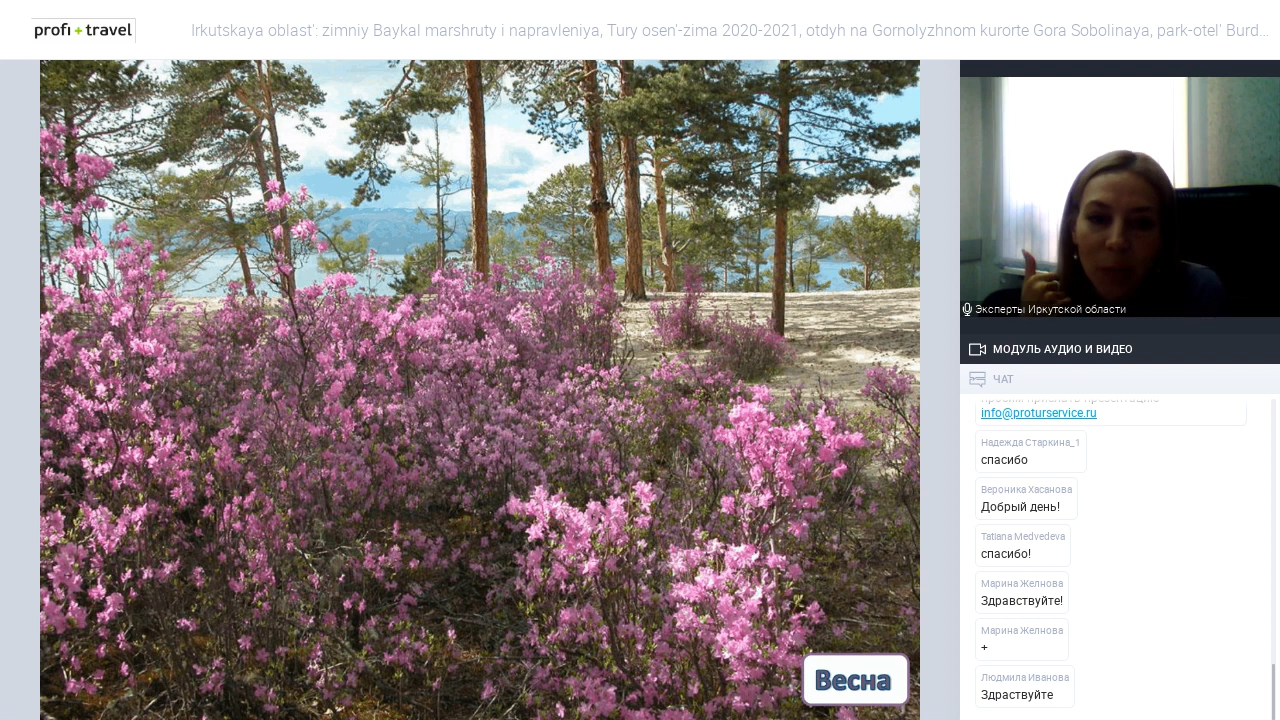 profi + travel
Irkutskaya oblast': zimniy Baykal marshruty i napravleniya, Tury osen'-zima 2020-2021, otdyh na Gornolyzhnom kurorte Gora Sobolinaya, park-otel' Burd...
Эксперты Иркутской области
МОДУЛЬ АУДИО И ВИДЕО
ЧАТ
info@proturservice.ru
Надежда Старкина_1
спасибо
Вероника Хасанова
Добрый день!
Tatiana Medvedeva
спасибо!
Марина Желнова
Здравствуйте!
Марина Желнова
+
Людмила Иванова
Здраствуйте
Весна